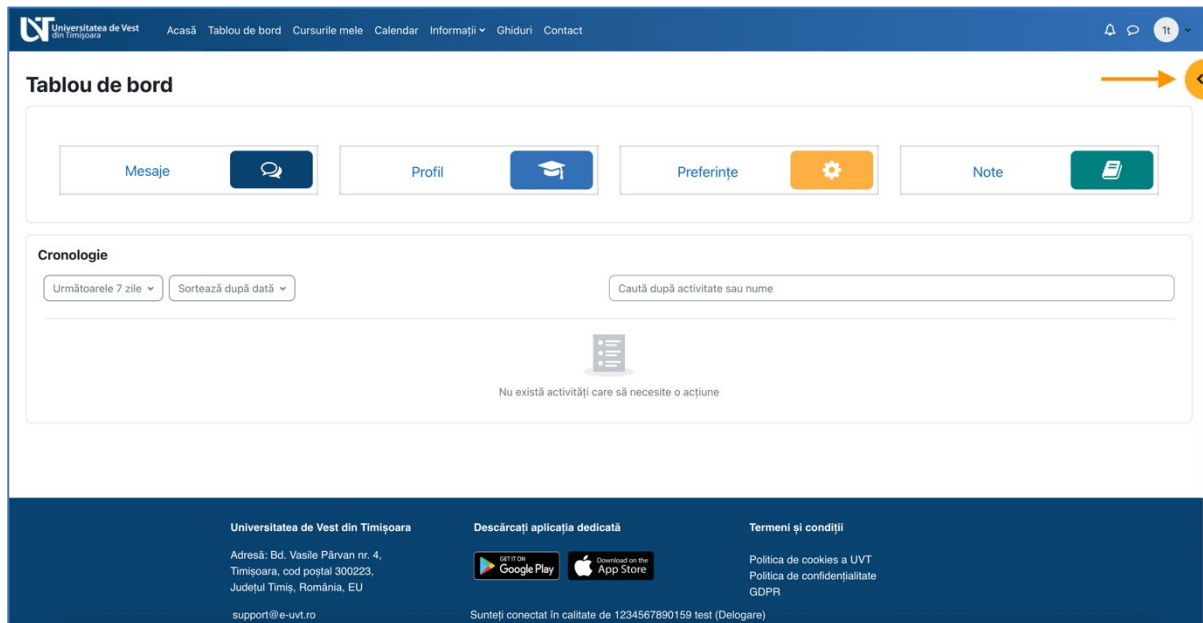 Universitatea de Vest
din Timișoara
Acasă Tablou de bord Cursurile mele Calendar Informații Ghiduri Contact
1t
Tablou de bord
Mesaje
Profil
Preferințe
Note
Cronologie
Următoarele 7 zile
Sortează după dată
Caută după activitate sau nume
Nu există activități care să necesite o acțiune
Universitatea de Vest din Timișoara
Adresă: Bd. Vasile Pârvan nr. 4,
Timișoara, cod poștal 300223,
Județul Timiș, România, EU
support@e-uvt.ro
Descărcați aplicația dedicată
GET IT ON
Google Play
Download on the
App Store
Sunteți conectat în calitate de 1234567890159 test (Delogare)
Termeni și condiții
Politica de cookies a UVT
Politica de confidențialitate
GDPR